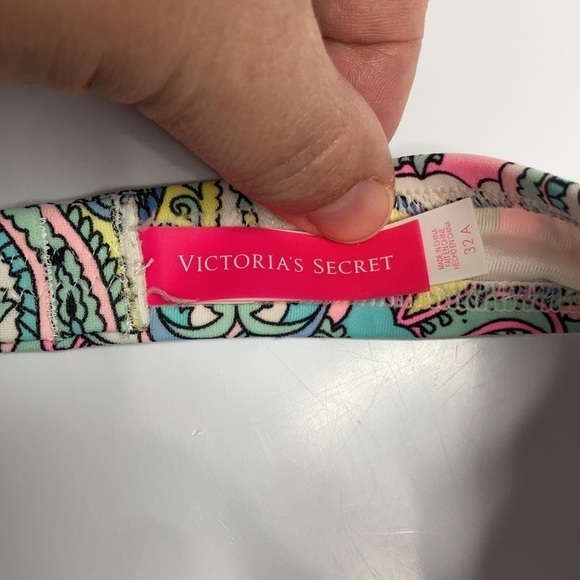 VICTORIA'S SECRET
MADE IN CHINA
FAIT EN CHINE
HECHO EN CHINA
32 A